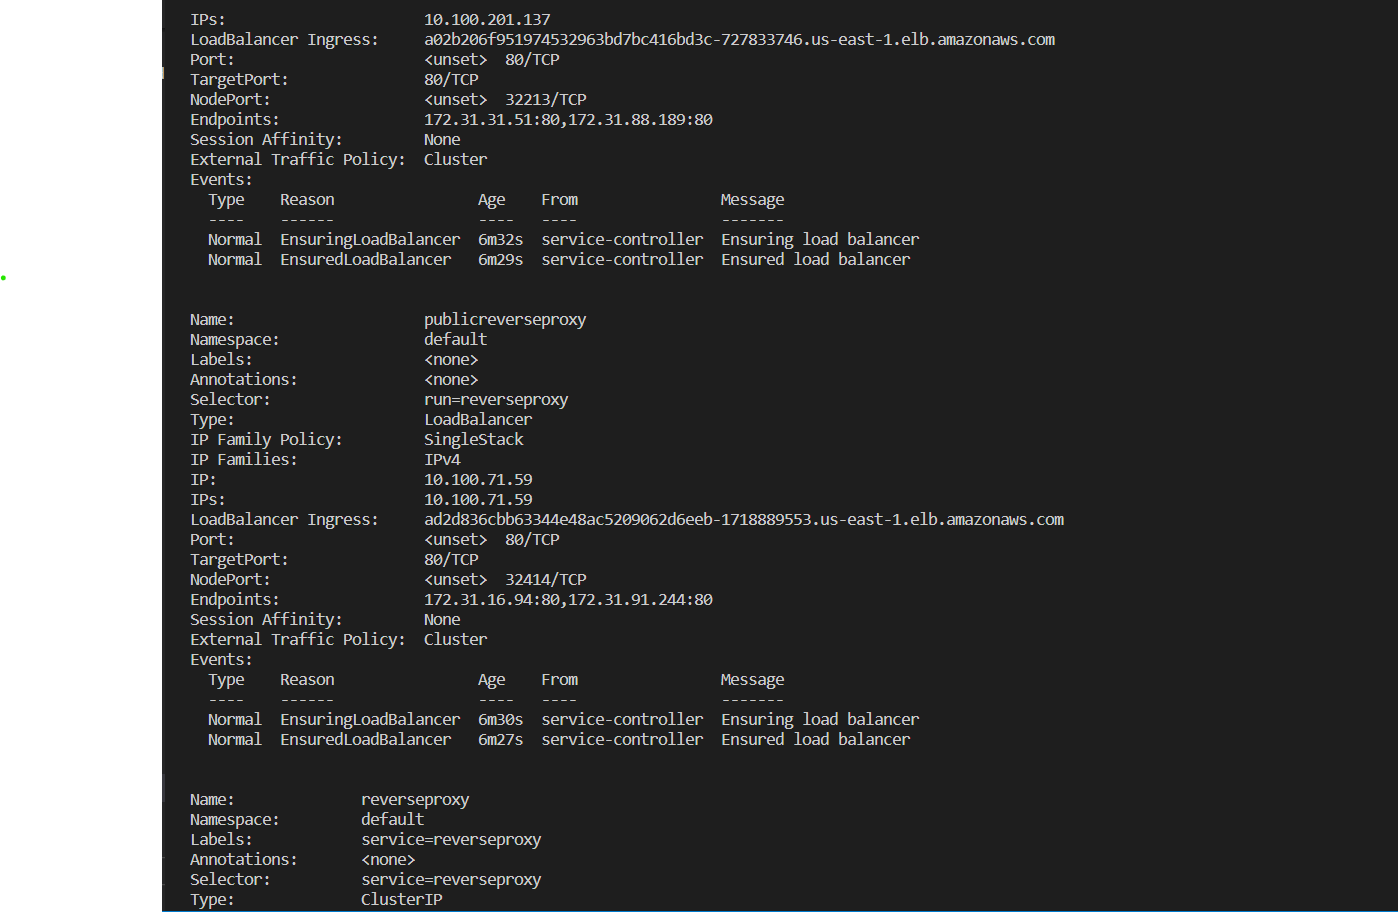 IPs:                      10.100.201.137
LoadBalancer Ingress:     a02b206f951974532963bd7bc416bd3c-727833746.us-east-1.elb.amazonaws.com
Port:                     <unset>  80/TCP
TargetPort:               80/TCP
NodePort:                 <unset>  32213/TCP
Endpoints:                172.31.31.51:80,172.31.88.189:80
Session Affinity:         None
External Traffic Policy:  Cluster
Events:
  Type    Reason                Age    From                Message
  ----    ------                ----   ----                -------
  Normal  EnsuringLoadBalancer  6m32s  service-controller  Ensuring load balancer
  Normal  EnsuredLoadBalancer   6m29s  service-controller  Ensured load balancer
Name:                     publicreverseproxy
Namespace:                default
Labels:                   <none>
Annotations:              <none>
Selector:                 run=reverseproxy
Type:                     LoadBalancer
IP Family Policy:         SingleStack
IP Families:              IPv4
IP:                       10.100.71.59
IPs:                      10.100.71.59
LoadBalancer Ingress:     ad2d836cbb63344e48ac5209062d6eeb-1718889553.us-east-1.elb.amazonaws.com
Port:                     <unset>  80/TCP
TargetPort:               80/TCP
NodePort:                 <unset>  32414/TCP
Endpoints:                172.31.16.94:80,172.31.91.244:80
Session Affinity:         None
External Traffic Policy:  Cluster
Events:
  Type    Reason                Age    From                Message
  ----    ------                ----   ----                -------
  Normal  EnsuringLoadBalancer  6m30s  service-controller  Ensuring load balancer
  Normal  EnsuredLoadBalancer   6m27s  service-controller  Ensured load balancer
Name:              reverseproxy
Namespace:         default
Labels:            service=reverseproxy
Annotations:       <none>
Selector:          service=reverseproxy
Type:              ClusterIP